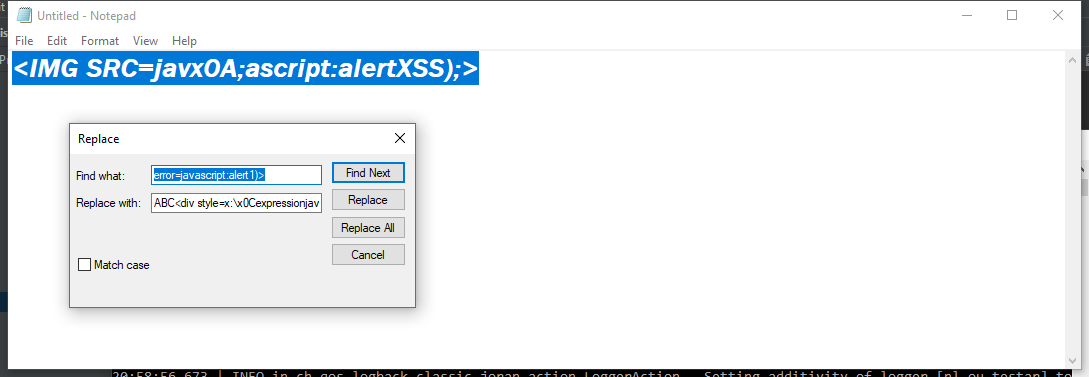 Untitled - Notepad
File Edit Format View Help
<IMG SRC=javx0A;ascript:alertXSS);>
Replace
Find what: error=javascript:alert1)> Find Next
Replace with: ABC<div style=x:\x0Cexpressionjav Replace
Replace All
Cancel
Match case
20:58:56.673 | INFO in ch.qos.logback.classic.joran.action.LoggerAction - Setting additivity of logger [nl.ou.testar] to